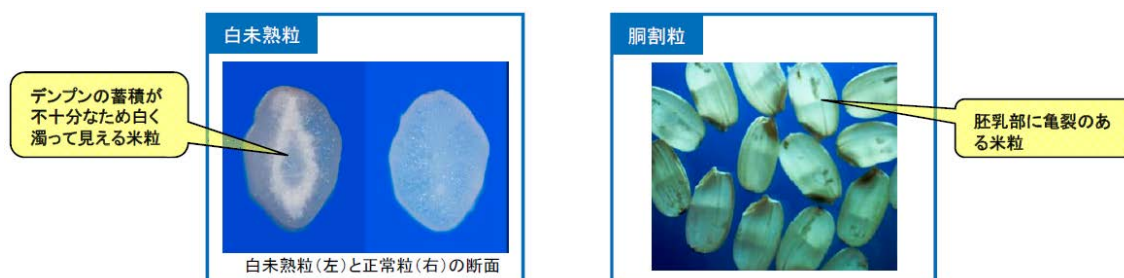 白未熟粒
デンプンの蓄積が
不十分なため白く
濁って見える米粒
白未熟粒(左)と正常粒(右)の断面
胴割粒
胚乳部に亀裂のあ
る米粒